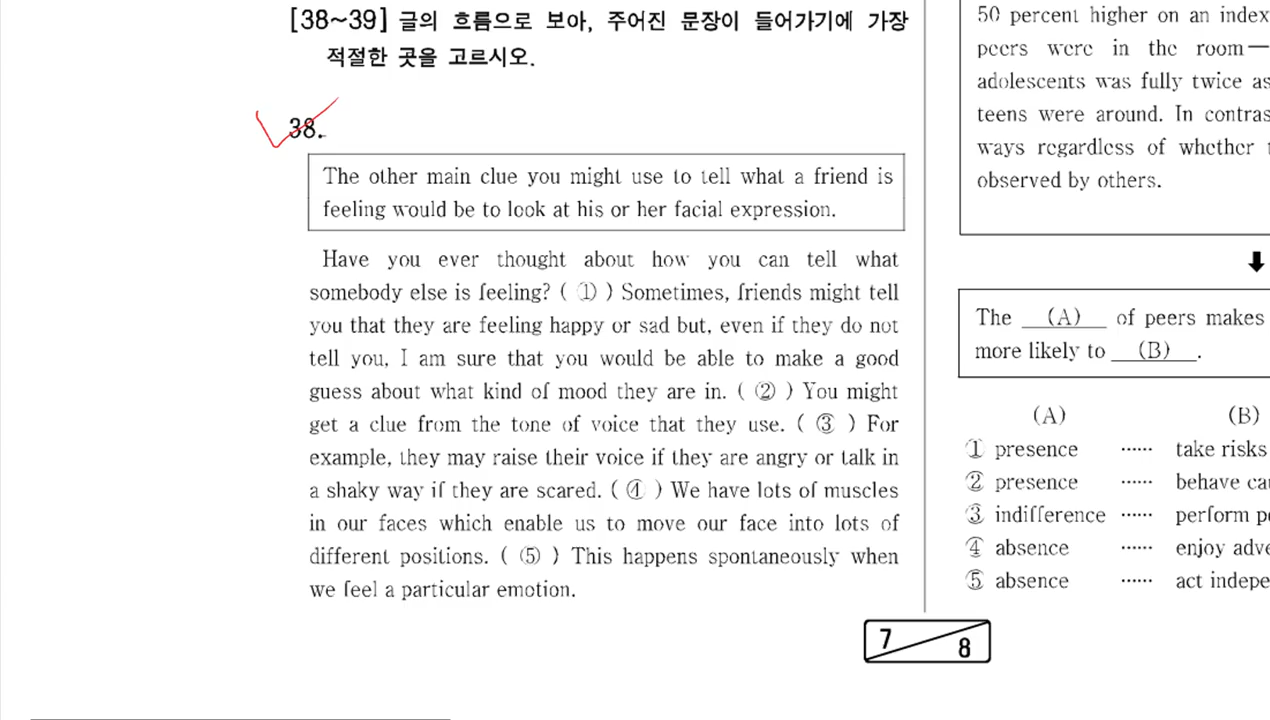 [38~39] 글의 흐름으로 보아, 주어진 문장이 들어가기에 가장
적절한 곳을 고르시오.
38.
The other main clue you might use to tell what a friend is
feeling would be to look at his or her facial expression.
Have you ever thought about how you can tell what
somebody else is feeling? ( ① ) Sometimes, friends might tell
you that they are feeling happy or sad but, even if they do not
tell you, I am sure that you would be able to make a good
guess about what kind of mood they are in. ( ② ) You might
get a clue from the tone of voice that they use. ( ③ ) For
example, they may raise their voice if they are angry or talk in
a shaky way if they are scared. ( ④ ) We have lots of muscles
in our faces which enable us to move our face into lots of
different positions. ( ⑤ ) This happens spontaneously when
we feel a particular emotion.
50 percent higher on an index
peers were in the room—
adolescents was fully twice as
teens were around. In
ways regardless of whether
observed by others.
The (A) of peers makes
more likely to (B) .
(A) (B)
① presence ...... take risks
② presence ...... behave
③ indifference ...... perform
④ absence ...... enjoy
⑤ absence ...... act
7 8